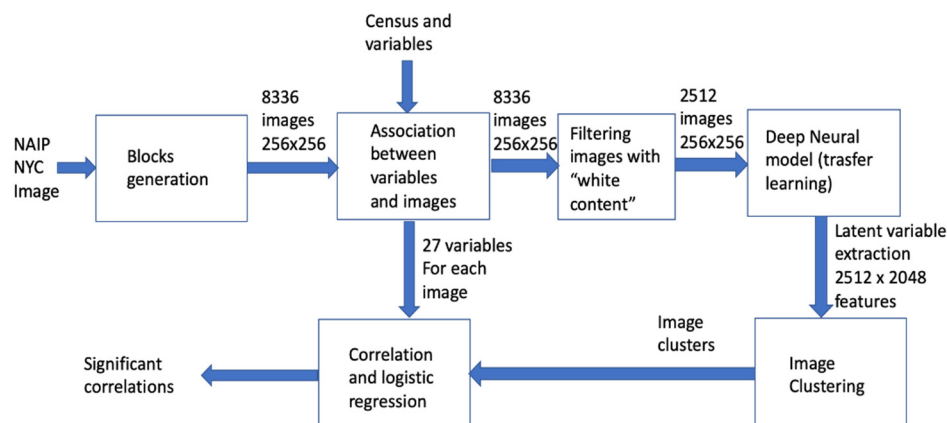 Census and
variables
8336
images
256x256
8336
images
256x256
2512
images
256x256
NAIP
NYC
Image
Blocks
generation
Association
between
variables
and images
Filtering
images with
“white
content”
Deep Neural
model (trasfer
learning)
27 variables
For each
image
Latent variable
extraction
2512 x 2048
features
Image
clusters
Significant
correlations
Correlation
and logistic
regression
Image
Clustering